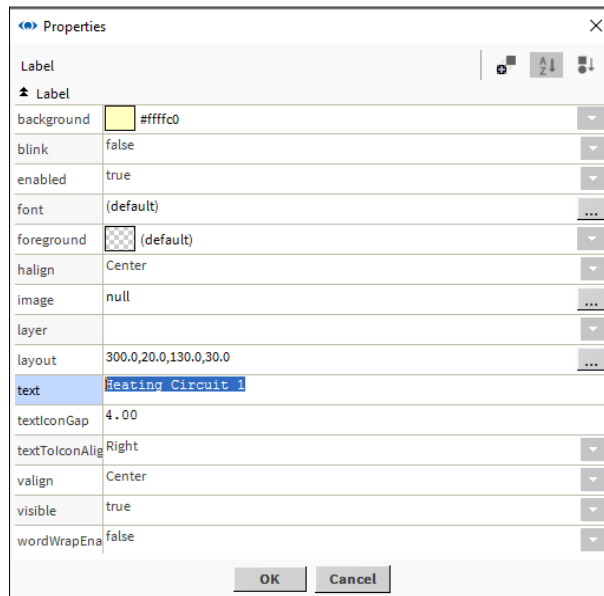 Properties
Label
Label
background #ffffc0
blink false
enabled true
font (default) ...
foreground (default)
halign Center
image null ...
layer
layout 300.0,20.0,130.0,30.0 ...
text Heating Circuit 1
textIconGap 4.00
textToIconAlig Right
valign Center
visible true
wordWrapEna false
OK Cancel